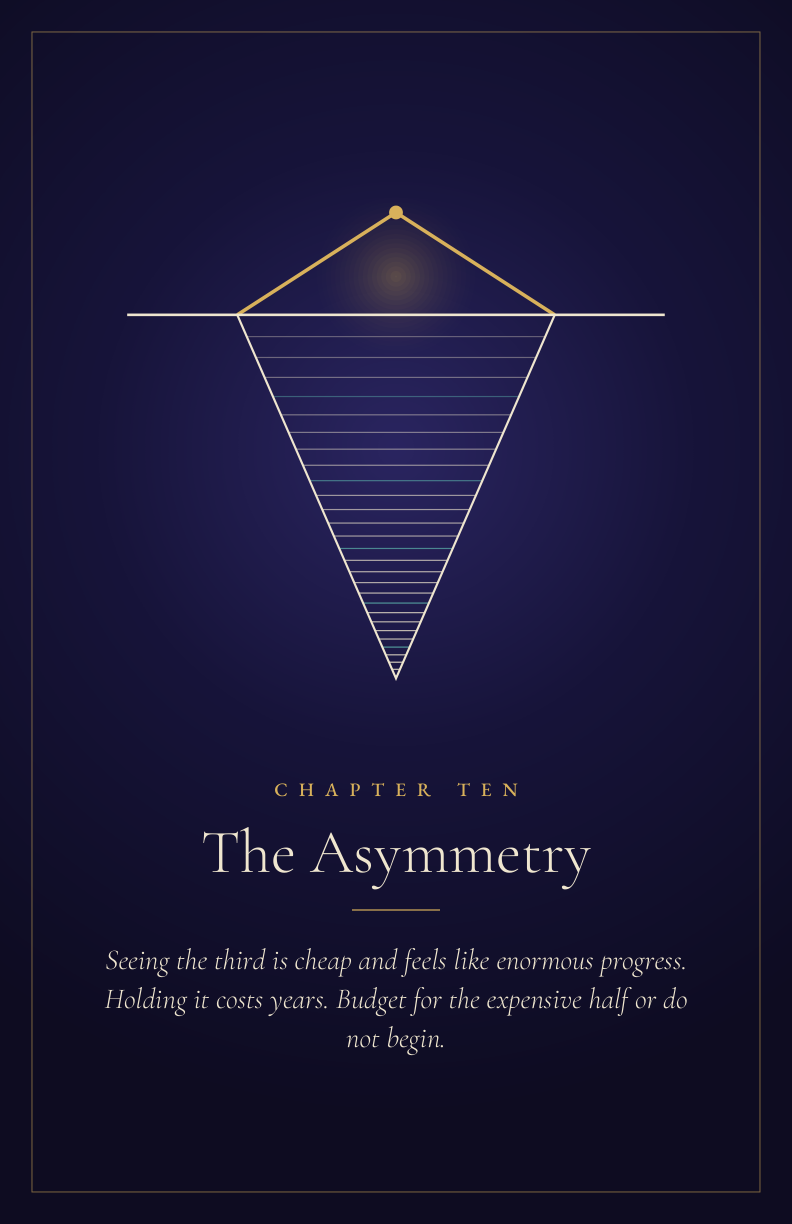 CHAPTER TEN
The Asymmetry
Seeing the third is cheap and feels like enormous progress.
Holding it costs years. Budget for the expensive half or do
not begin.